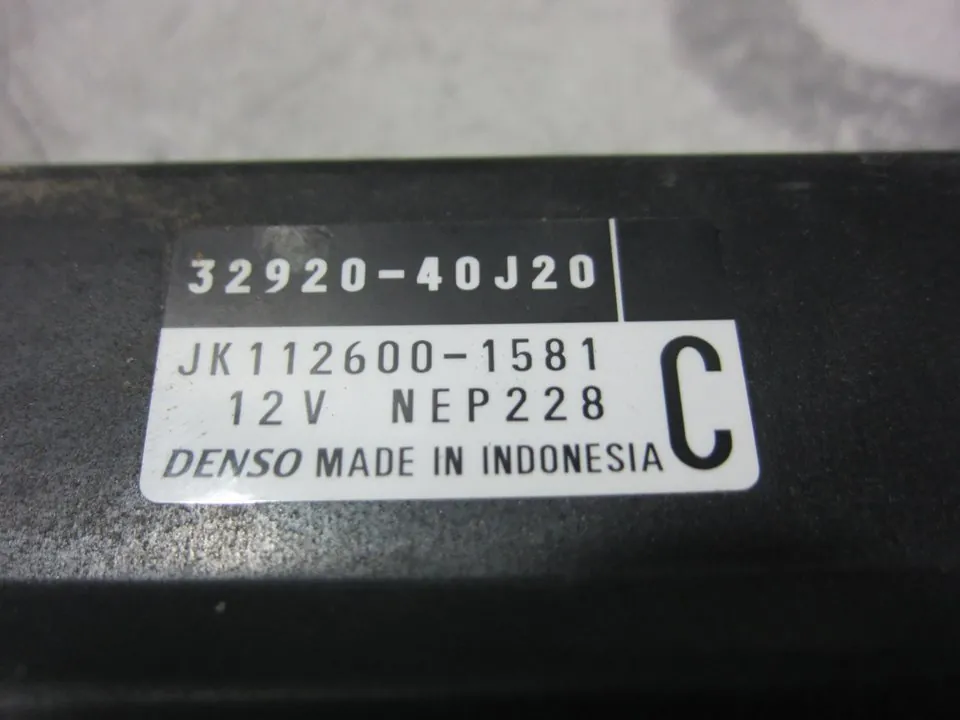 32920-40J20
JK112600-1581
C
12V NEP228
DENSO MADE IN INDONESIA